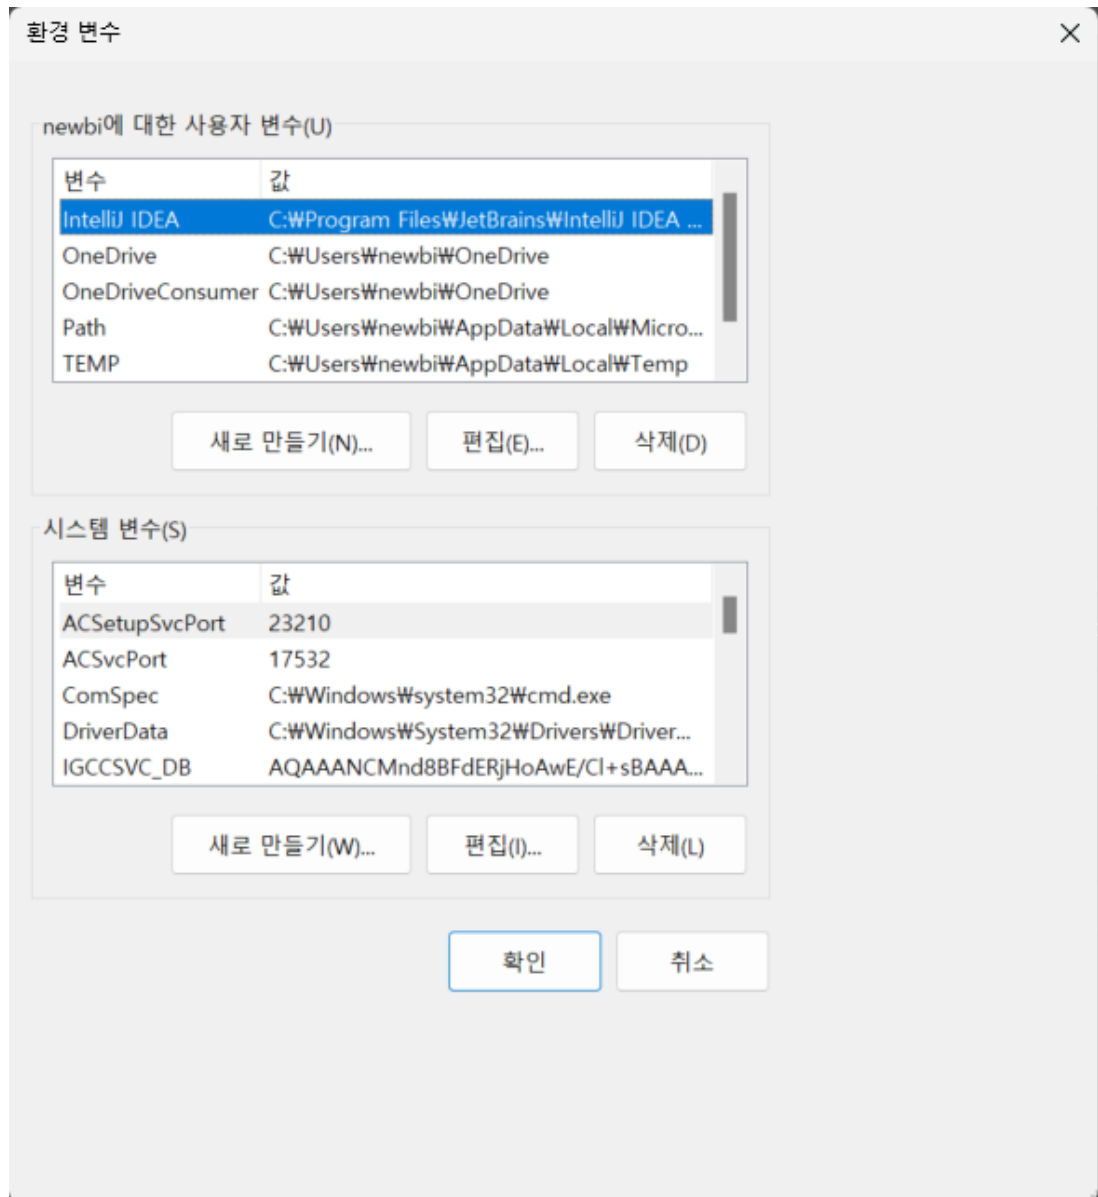 환경 변수
newbi에 대한 사용자 변수(U)
변수 값
IntelliJ IDEA C:₩Program Files₩JetBrains₩IntelliJ IDEA ...
OneDrive C:₩Users₩newbi₩OneDrive
OneDriveConsumer C:₩Users₩newbi₩OneDrive
Path C:₩Users₩newbi₩AppData₩Local₩Micro...
TEMP C:₩Users₩newbi₩AppData₩Local₩Temp
새로 만들기(N)... 편집(E)... 삭제(D)
시스템 변수(S)
변수 값
ACSetupSvcPort 23210
ACSvcPort 17532
ComSpec C:₩Windows₩system32₩cmd.exe
DriverData C:₩Windows₩System32₩Drivers₩Driver...
IGCCSVC_DB AQAAANCMnd8BFdERjHoAwE/Cl+sBAAA...
새로 만들기(W)... 편집(I)... 삭제(L)
확인 취소